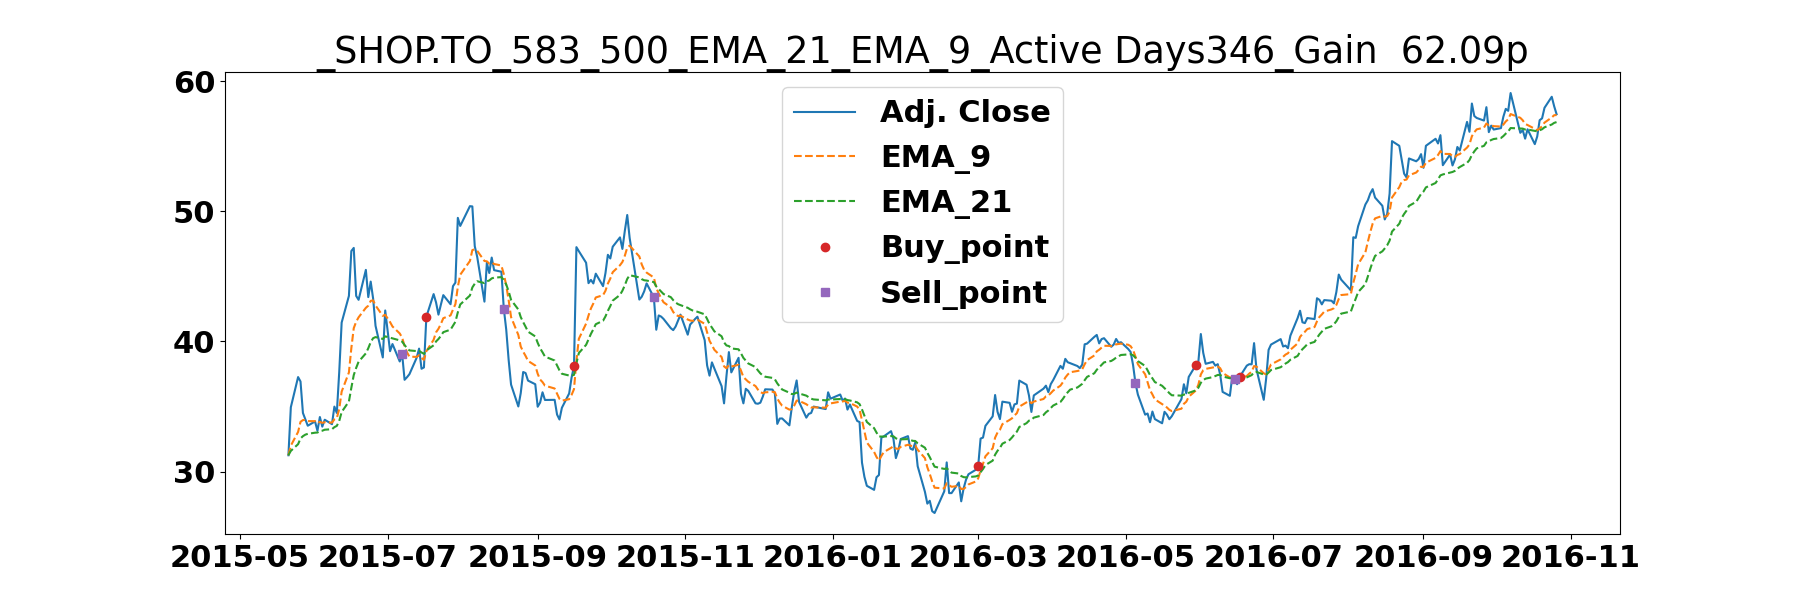 _SHOP.TO_583_500_EMA_21_EMA_9_Active Days346_Gain  62.09p
60
50
40
30
Adj. Close
EMA_9
EMA_21
Buy_point
Sell_point
2015-05 2015-07 2015-09 2015-11 2016-01 2016-03 2016-05 2016-07 2016-09 2016-11